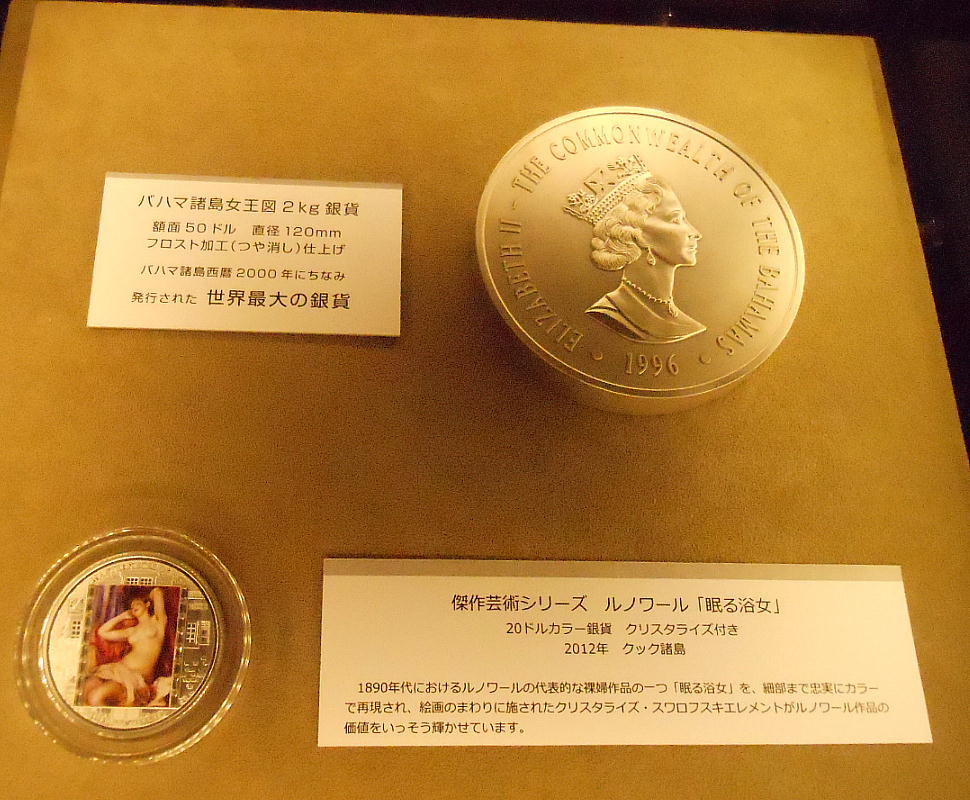 バハマ諸島女王図 2kg 銀貨
額面 50 ドル 直径 120mm
フロスト加工(つや消し)仕上げ
バハマ諸島西暦 2000 年にちなみ
発行された 世界最大の銀貨
ELIZABETH II - THE COMMONWEALTH OF THE BAHAMAS
• 1996 •
傑作芸術シリーズ ルノワール「眠る浴女」
20ドルカラー銀貨 クリスタライズ付き
2012年 クック諸島
1890年代におけるルノワールの代表的な裸婦作品の一つ「眠る浴女」を、細部まで忠実にカラー
で再現され、絵画のまわりに施されたクリスタライズ・スワロフスキエレメントがルノワール作品の
価値をいっそう輝かせています。